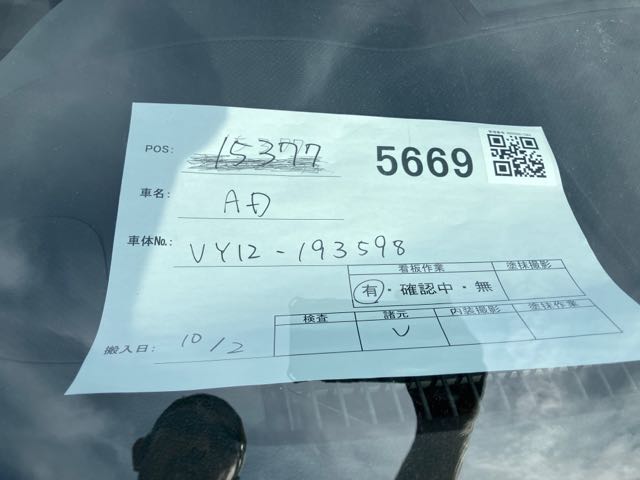 POS: 15377
5669
車名: AD
車体No.: VY12-193598
看板作業 塗抹撮影
有・確認中・無
検査 諸元 内装撮影 塗抹作業
レ
搬入日: 10/2